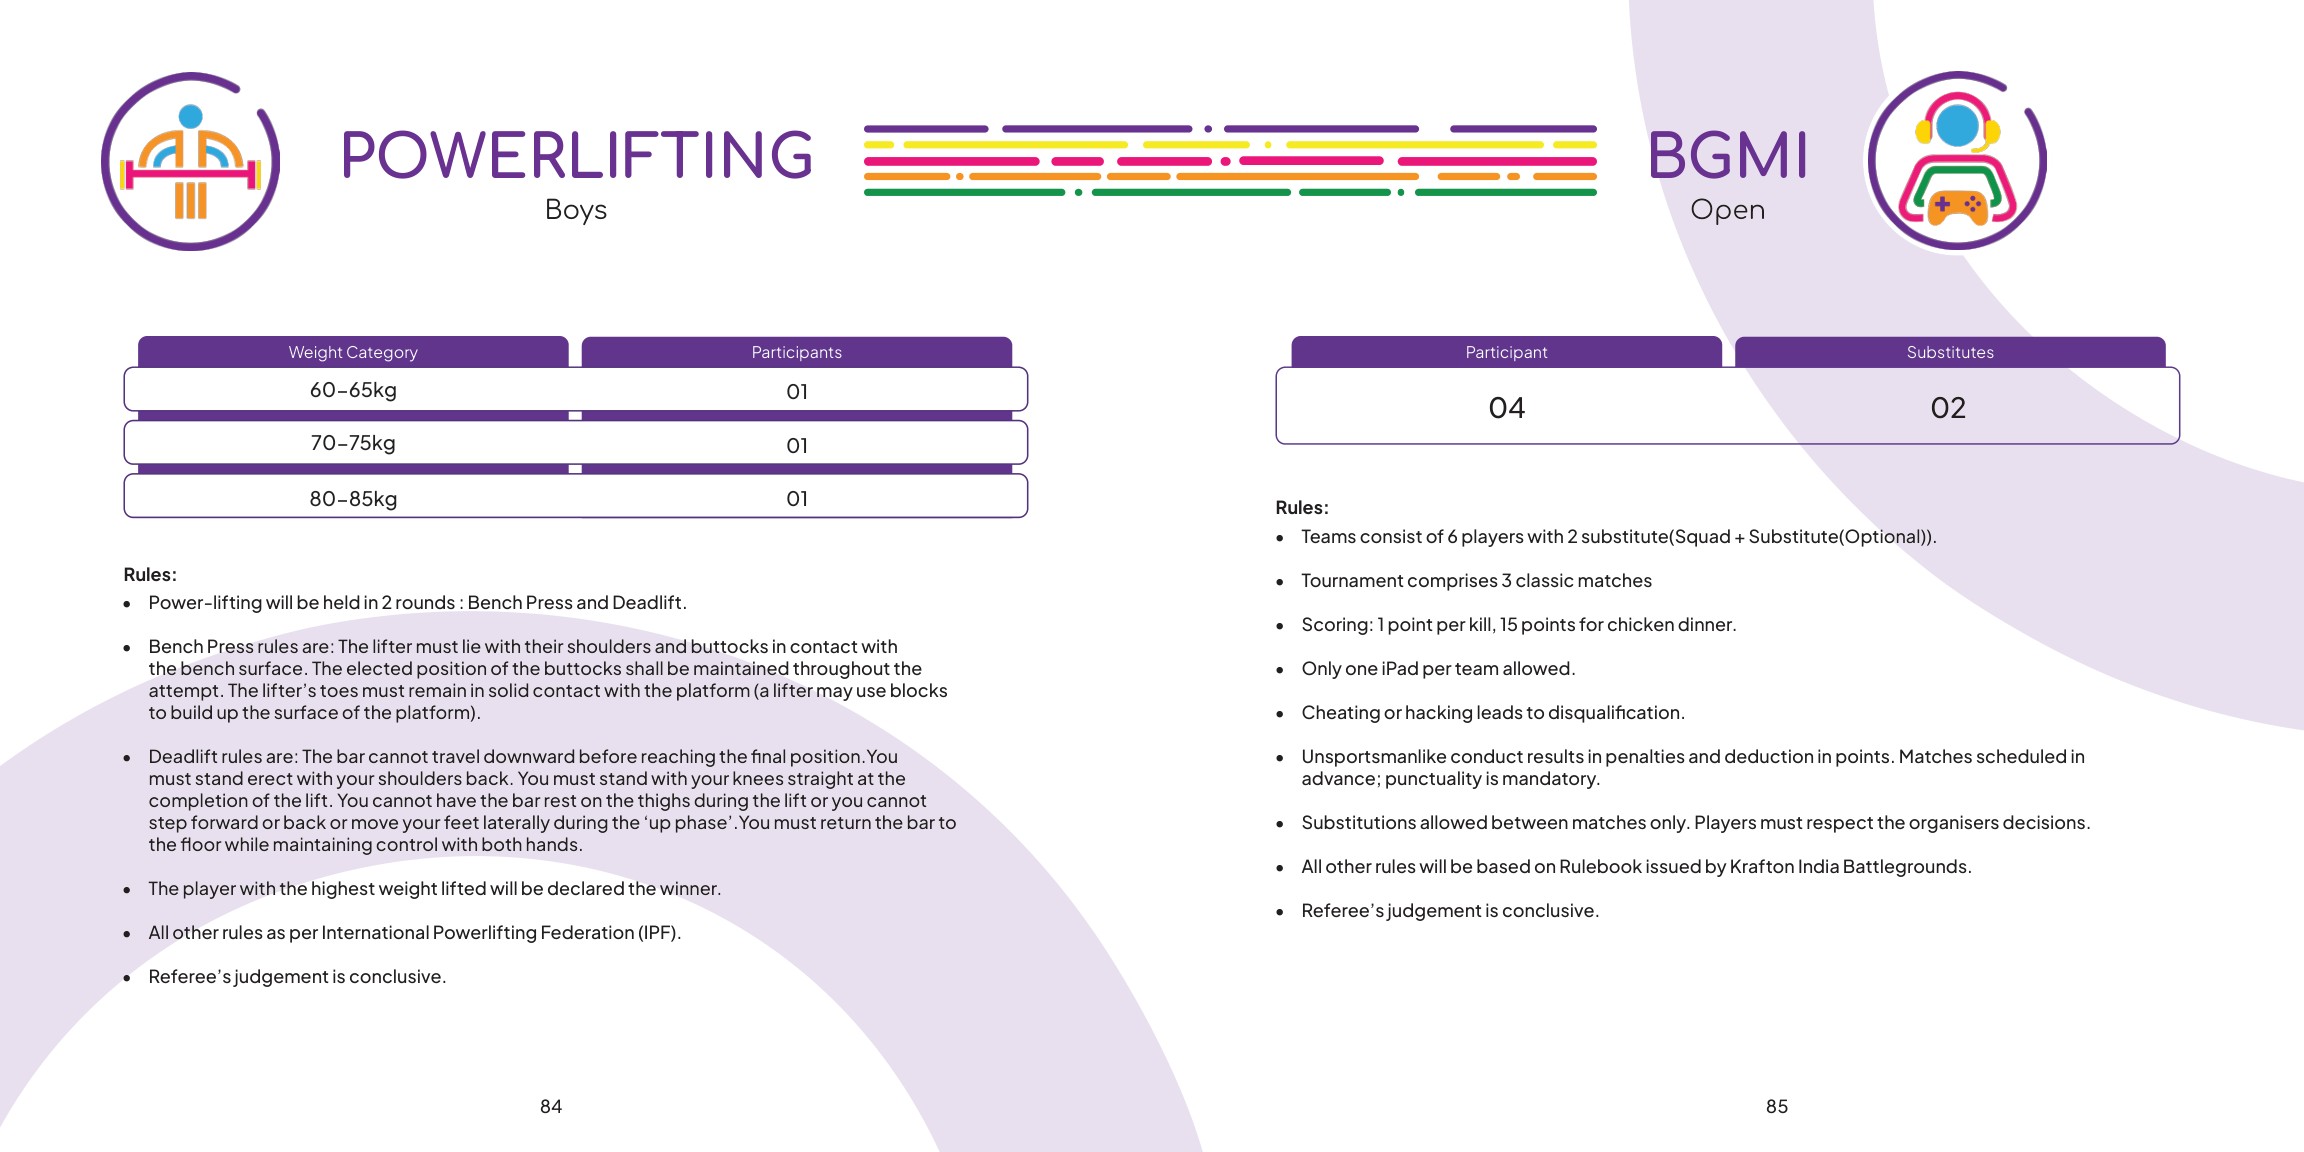 POWERLIFTING
Boys
Weight Category Participants
60–65kg 01
70–75kg 01
80–85kg 01
Rules:
• Power-lifting will be held in 2 rounds : Bench Press and Deadlift.
• Bench Press rules are: The lifter must lie with their shoulders and buttocks in contact with
the bench surface. The elected position of the buttocks shall be maintained throughout the
attempt. The lifter’s toes must remain in solid contact with the platform (a lifter may use blocks
to build up the surface of the platform).
• Deadlift rules are: The bar cannot travel downward before reaching the final position.You
must stand erect with your shoulders back. You must stand with your knees straight at the
completion of the lift. You cannot have the bar rest on the thighs during the lift or you cannot
step forward or back or move your feet laterally during the ‘up phase’.You must return the bar to
the floor while maintaining control with both hands.
• The player with the highest weight lifted will be declared the winner.
• All other rules as per International Powerlifting Federation (IPF).
• Referee’s judgement is conclusive.
84
BGMI
Open
Participant Substitutes
04 02
Rules:
• Teams consist of 6 players with 2 substitute(Squad + Substitute(Optional)).
• Tournament comprises 3 classic matches
• Scoring: 1 point per kill, 15 points for chicken dinner.
• Only one iPad per team allowed.
• Cheating or hacking leads to disqualification.
• Unsportsmanlike conduct results in penalties and deduction in points. Matches scheduled in
advance; punctuality is mandatory.
• Substitutions allowed between matches only. Players must respect the organisers decisions.
• All other rules will be based on Rulebook issued by Krafton India Battlegrounds.
• Referee’s judgement is conclusive.
85